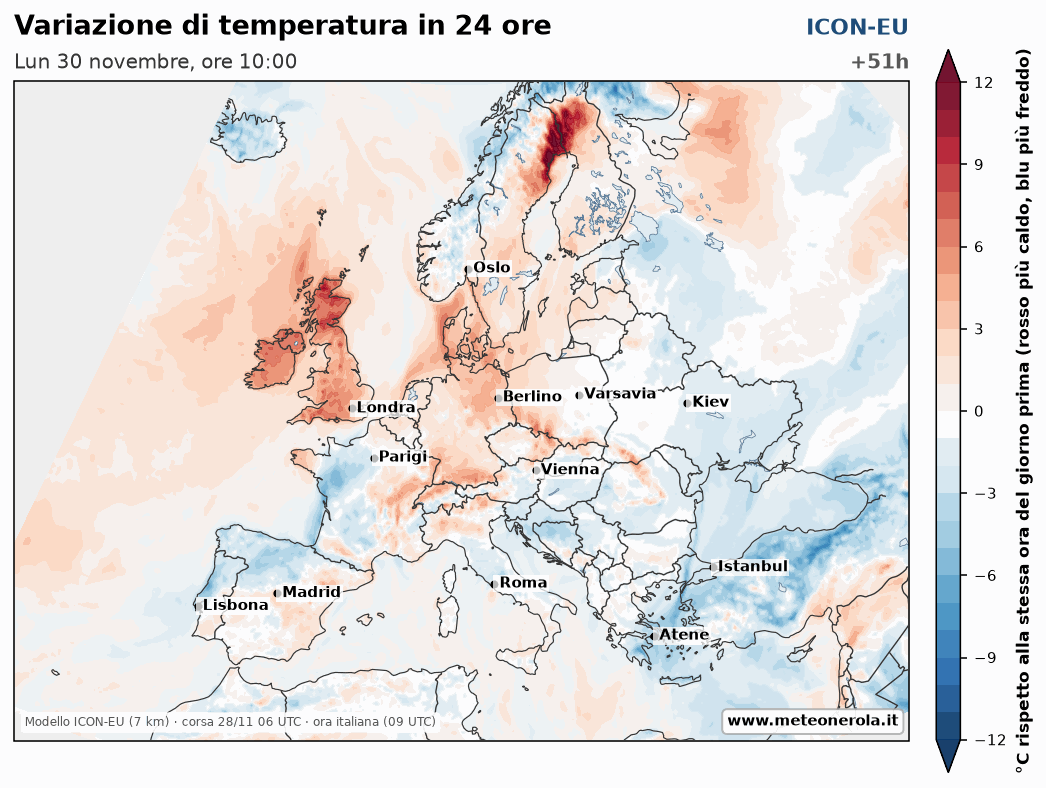 Variazione di temperatura in 24 ore
ICON-EU
Lun 30 novembre, ore 10:00
+51h
Oslo
Londra
Berlino
Varsavia
Kiev
Parigi
Vienna
Istanbul
Roma
Madrid
Lisbona
Atene
Modello ICON-EU (7 km) · corsa 28/11 06 UTC · ora italiana (09 UTC)
www.meteonerola.it
12
9
6
3
0
−3
−6
−9
−12
°C rispetto alla stessa ora del giorno prima (rosso più caldo, blu più freddo)